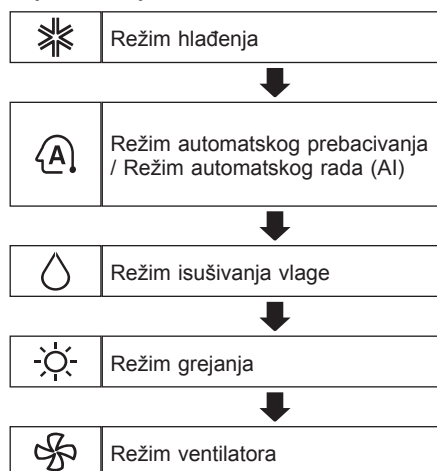 Režim hlađenja
A
Režim automatskog prebacivanja
/ Režim automatskog rada (AI)
Režim isušivanja vlage
Režim grejanja
Režim ventilatora